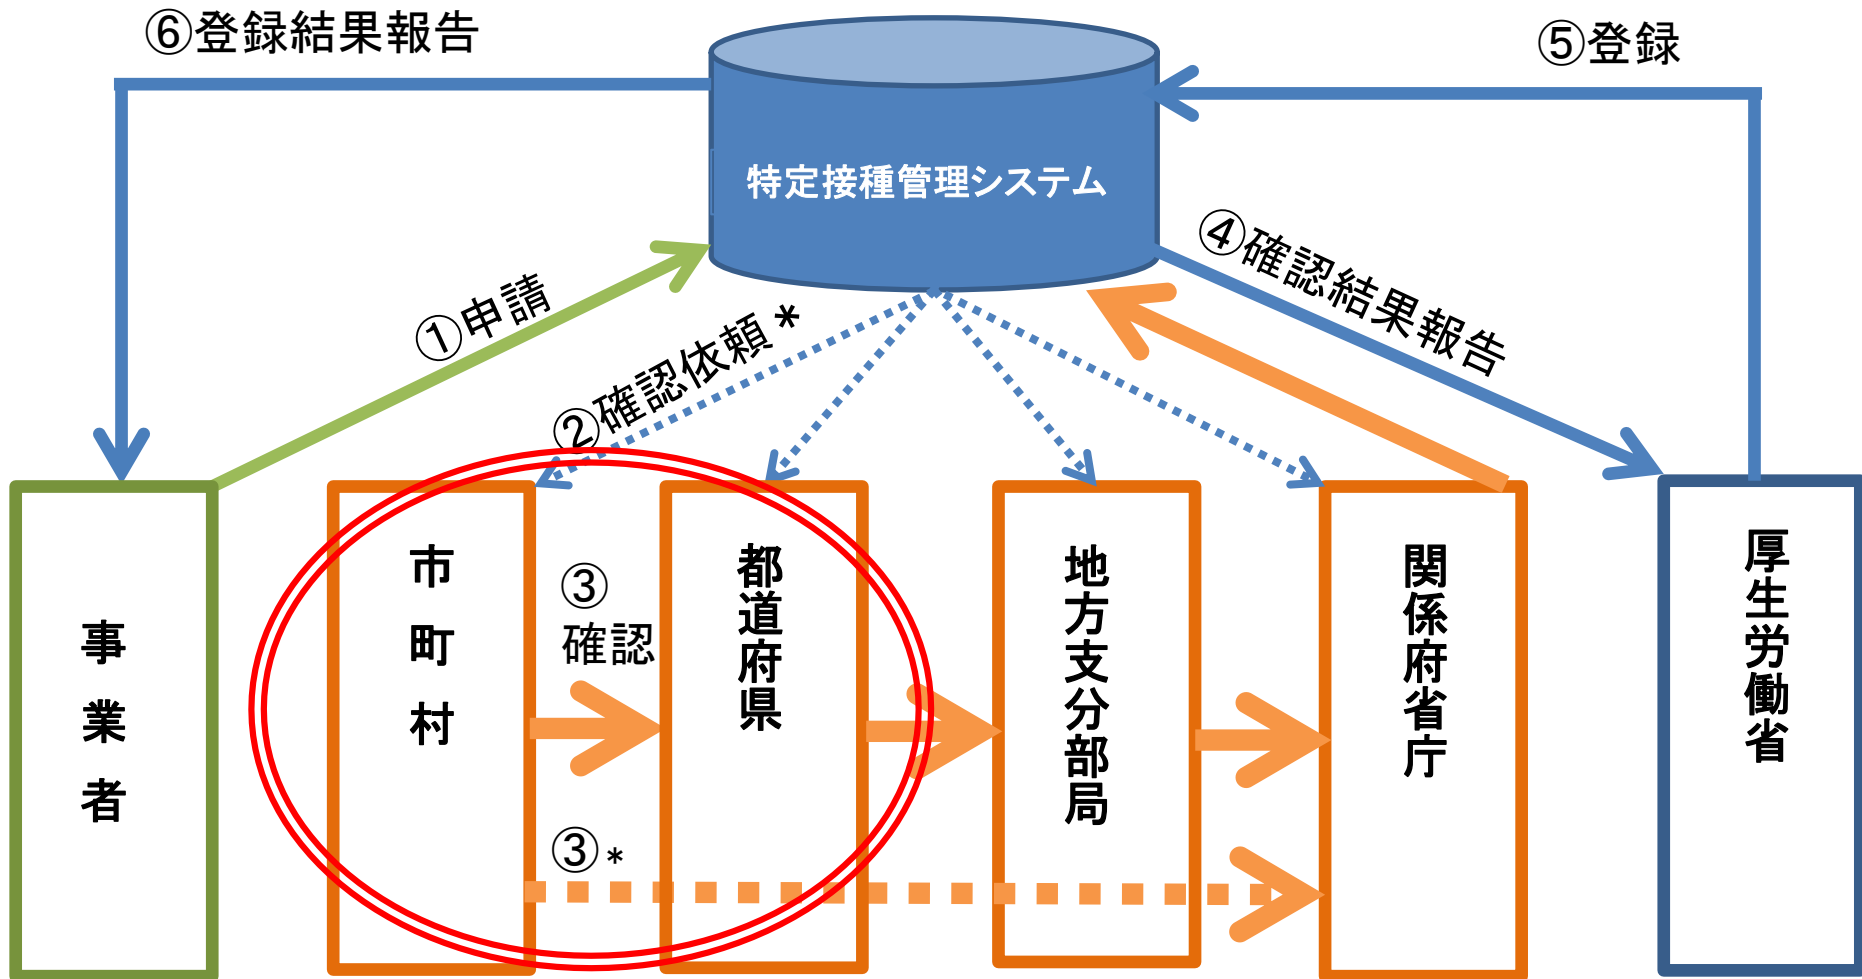 ⑥登録結果報告
⑤登録
特定接種管理システム
④確認結果報告
①申請
②確認依頼*
事業者
市町村
③
確認
都道府県
地方支分部局
関係府省庁
厚生労働省
③*